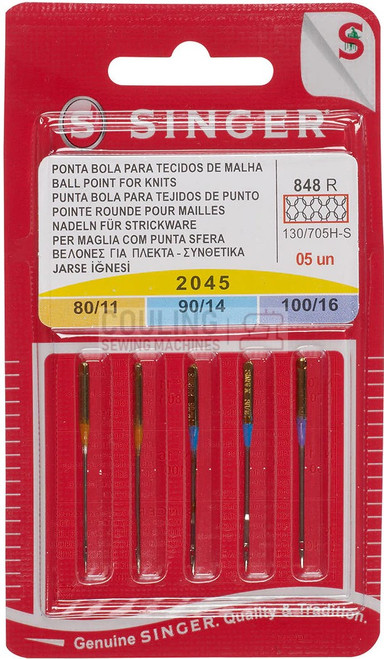 S
S SINGER
PONTA BOLA PARA TECIDOS DE MALHA
BALL POINT FOR KNITS
PUNTA BOLA PARA TEJIDOS DE PUNTO
POINTE ROUNDE POUR MAILLES
NADELN FÜR STRICKWARE
PER MAGLIA COM PUNTA SFERA
ΒΕΛΟΝΕΣ ΓΙΑ ΠΛΕΚΤΑ - ΣΥΝΘΕΤΙΚΑ
JARSE IĞNESİ
848 R
130/705H-S
05 un
2045
80/11 90/14 100/16
COULING
SEWING MACHINES
Genuine SINGER. Quality & Tradition.